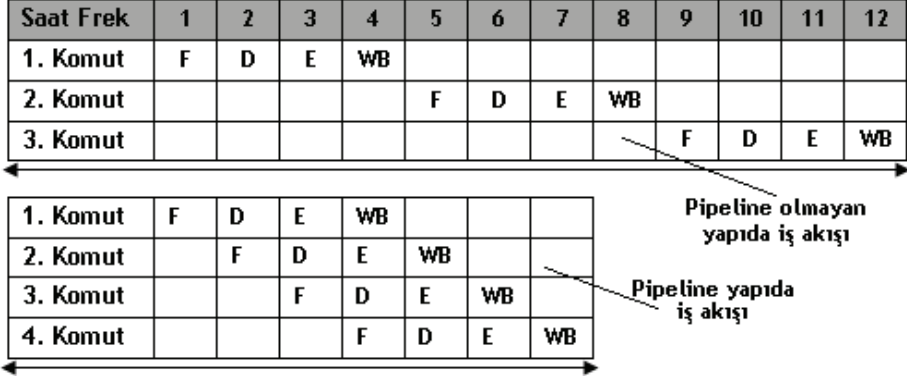 Saat Frek 1 2 3 4 5 6 7 8 9 10 11 12
1. Komut F D E WB
2. Komut F D E WB
3. Komut F D E WB
Pipeline olmayan
yapıda iş akışı
1. Komut F D E WB
2. Komut F D E WB
3. Komut F D E WB
4. Komut F D E WB
Pipeline yapıda
iş akışı